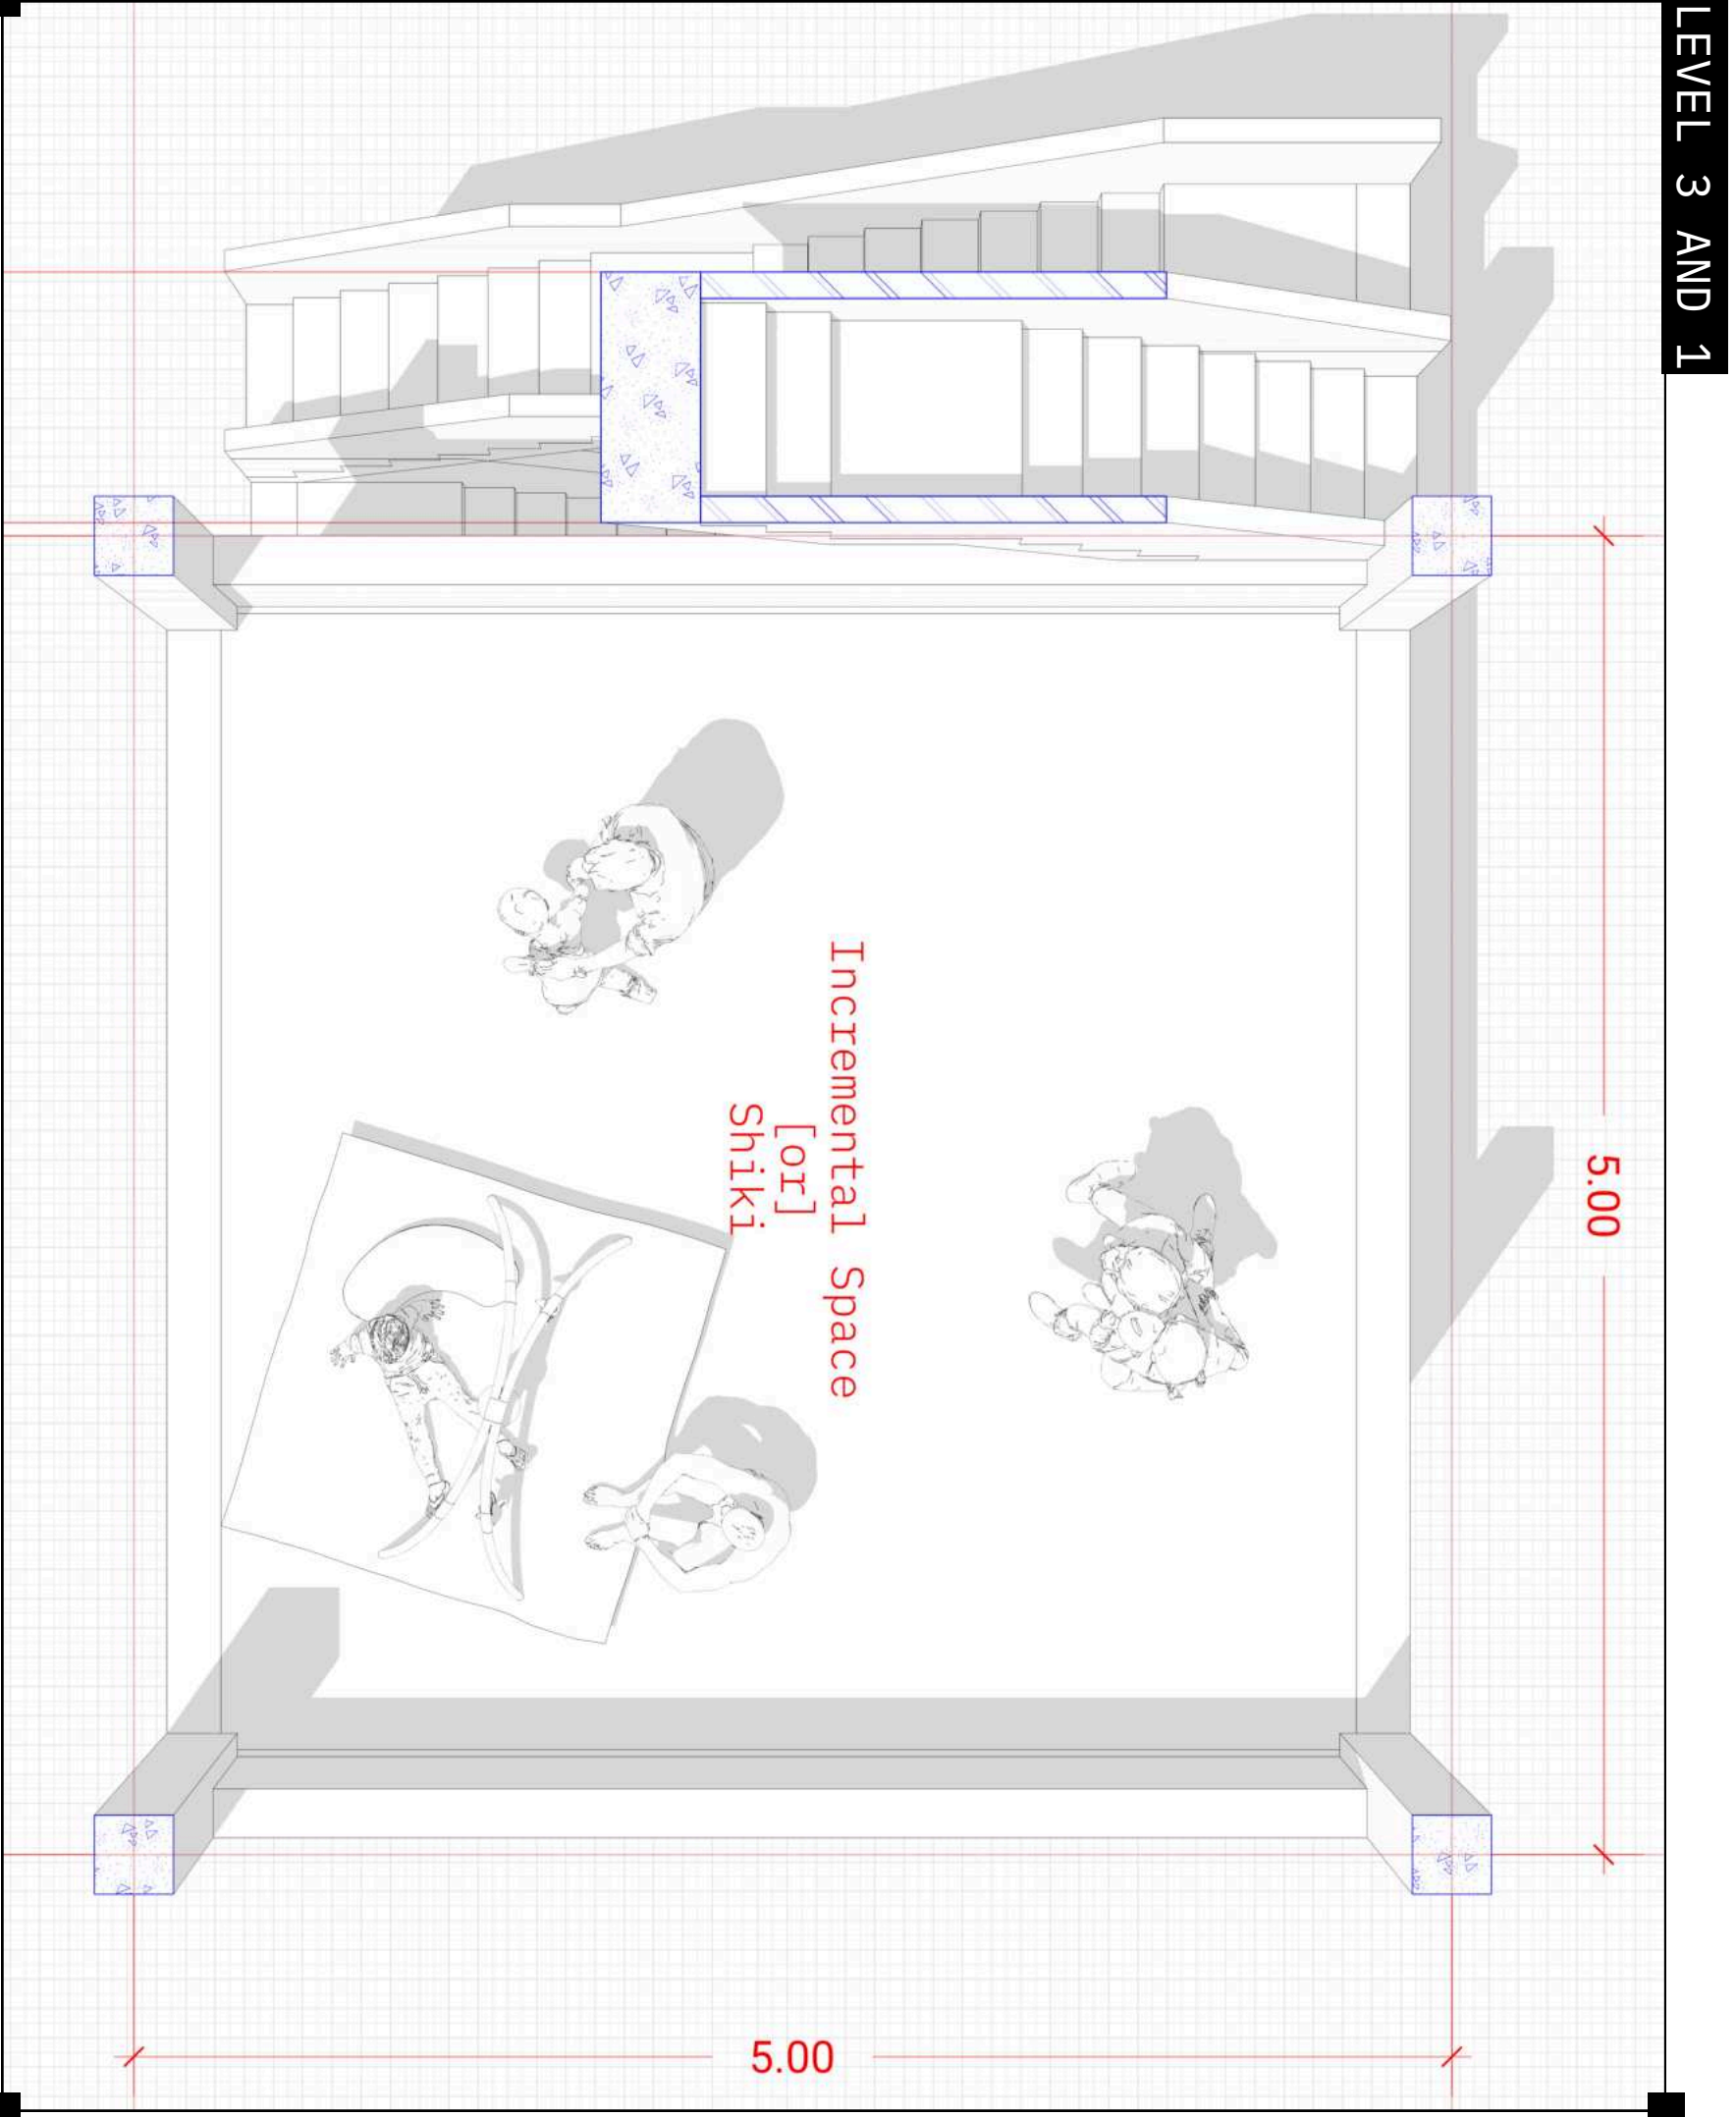 LEVEL 3 AND 1
Incremental Space
[or]
Shiki
5.00
5.00